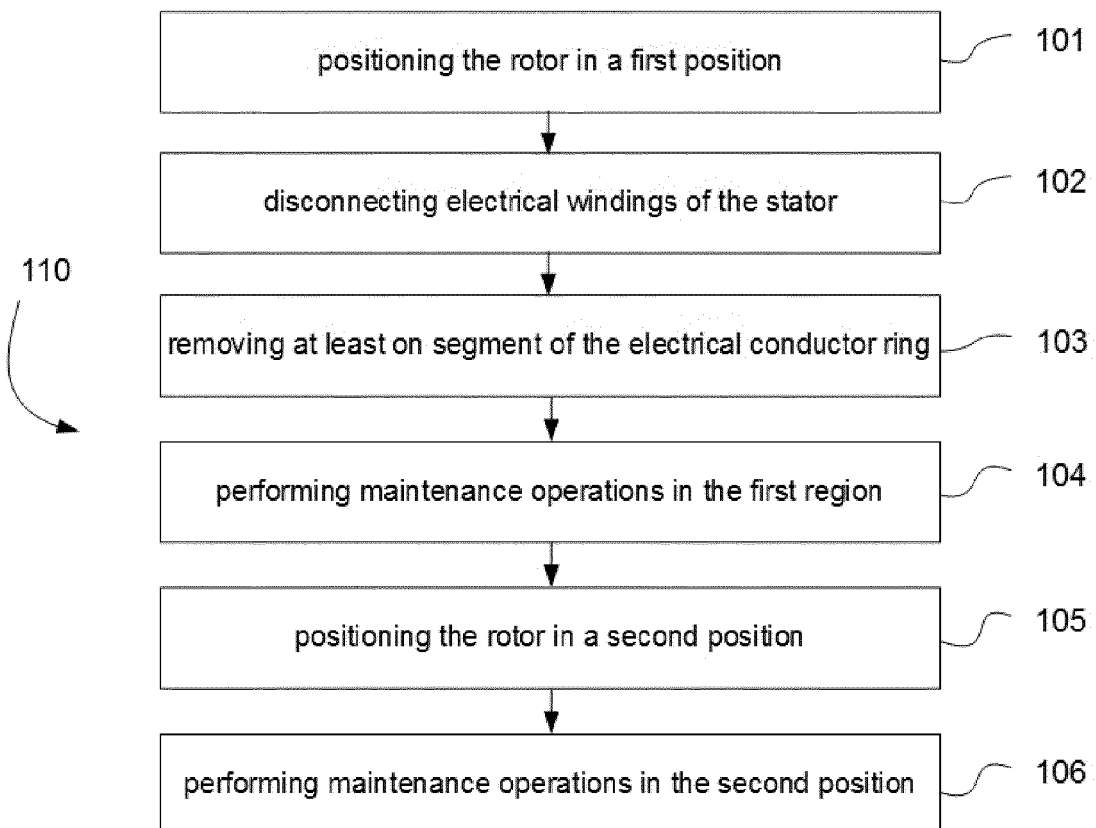 positioning the rotor in a first position
101
disconnecting electrical windings of the stator
102
110
removing at least on segment of the electrical conductor ring
103
performing maintenance operations in the first region
104
positioning the rotor in a second position
105
performing maintenance operations in the second position
106